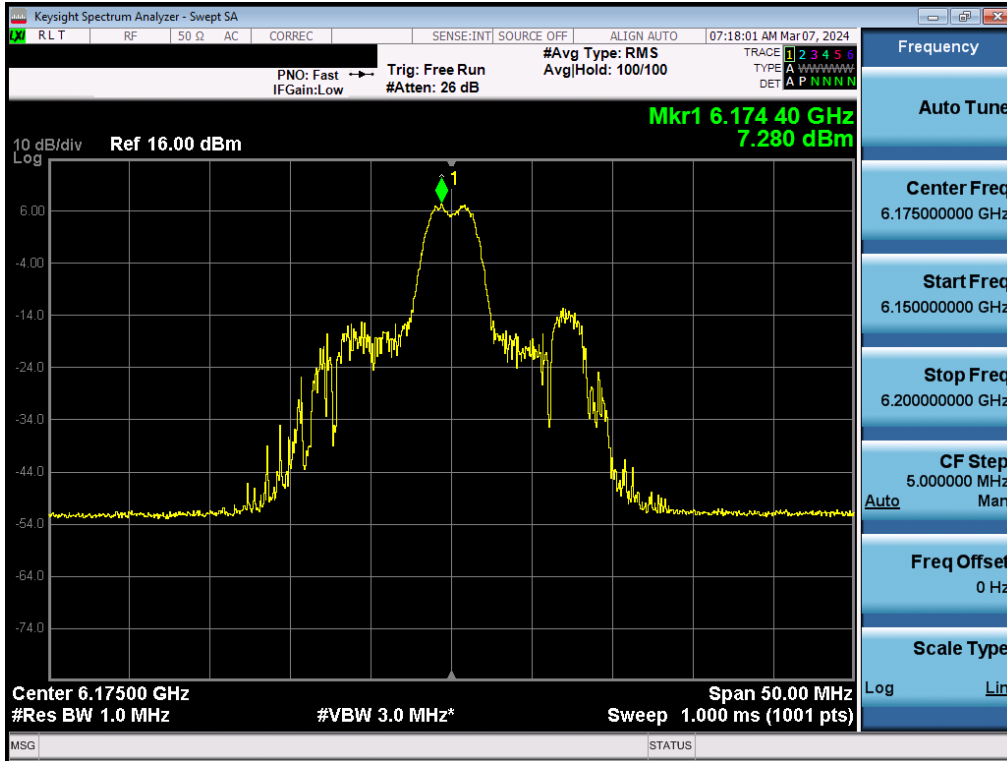 Keysight Spectrum Analyzer - Swept SA
LXI RLT RF 50 Ω AC CORREC SENSE:INT SOURCE OFF ALIGN AUTO 07:18:01 AM Mar 07, 2024
PNO: Fast
IFGain:Low
Trig: Free Run
#Atten: 26 dB
#Avg Type: RMS
Avg|Hold: 100/100
TRACE 1 2 3 4 5 6
TYPE A WWWWW
DET A P N N N N
Mkr1 6.174 40 GHz
7.280 dBm
10 dB/div Ref 16.00 dBm
Log
1
6.00
-4.00
-14.0
-24.0
-34.0
-44.0
-54.0
-64.0
-74.0
Center 6.17500 GHz Span 50.00 MHz
#Res BW 1.0 MHz #VBW 3.0 MHz* Sweep 1.000 ms (1001 pts)
MSG STATUS
Frequency
Auto Tune
Center Freq
6.175000000 GHz
Start Freq
6.150000000 GHz
Stop Freq
6.200000000 GHz
CF Step
5.000000 MHz
Auto Man
Freq Offset
0 Hz
Scale Type
Log Lin